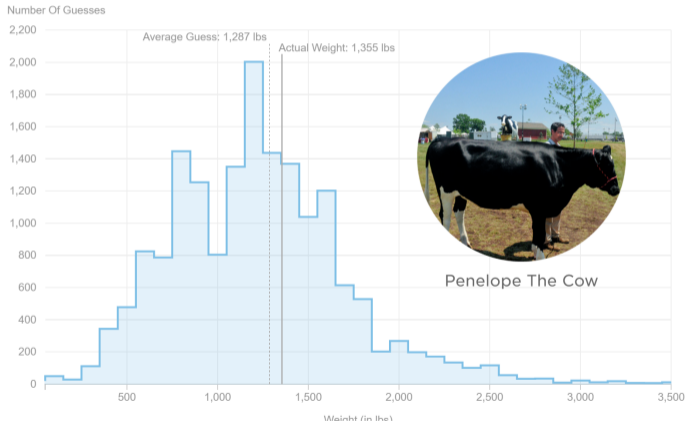 Number Of Guesses
2,200
Average Guess: 1,287 lbs
Actual Weight: 1,355 lbs
2,000
1,800
1,600
1,400
1,200
1,000
800
Penelope The Cow
600
400
200
0
500 1,000 1,500 2,000 2,500 3,000 3,500
Weight (in lbs)